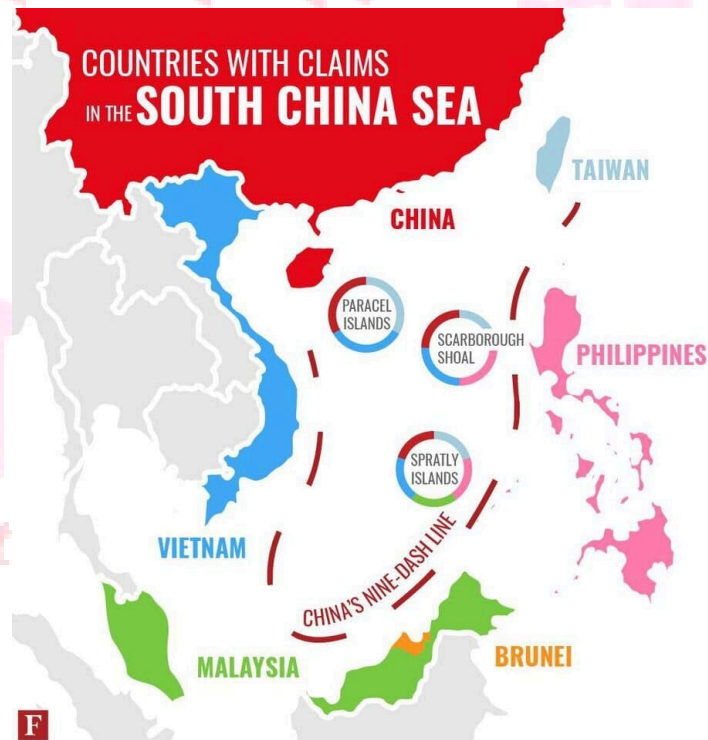 COUNTRIES WITH CLAIMS
IN THE SOUTH CHINA SEA
TAIWAN
CHINA
PARACEL
ISLANDS
SCARBOROUGH
SHOAL
PHILIPPINES
SPRATLY
ISLANDS
VIETNAM
CHINA'S NINE-DASH LINE
MALAYSIA
BRUNEI
F